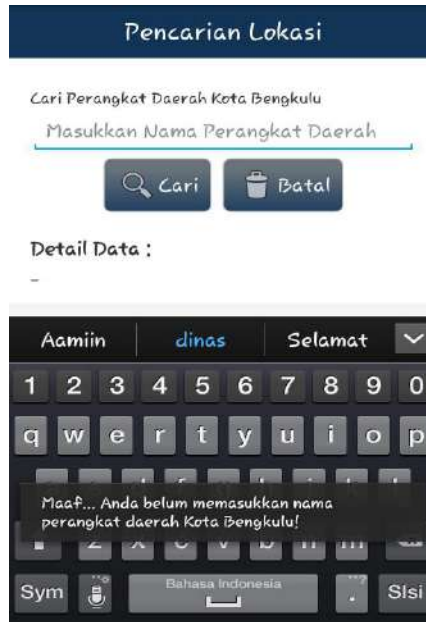 Pencarian Lokasi
Cari Perangkat Daerah Kota Bengkulu
Masukkan Nama Perangkat Daerah
Cari Batal
Detail Data :
-
Aamiin dinas Selamat
1 2 3 4 5 6 7 8 9 0
q w e r t y u i o p
Maaf... Anda belum memasukkan nama
perangkat daerah Kota Bengkulu!
z x c v b n m
Sym Bahasa Indonesia . ? Slsi